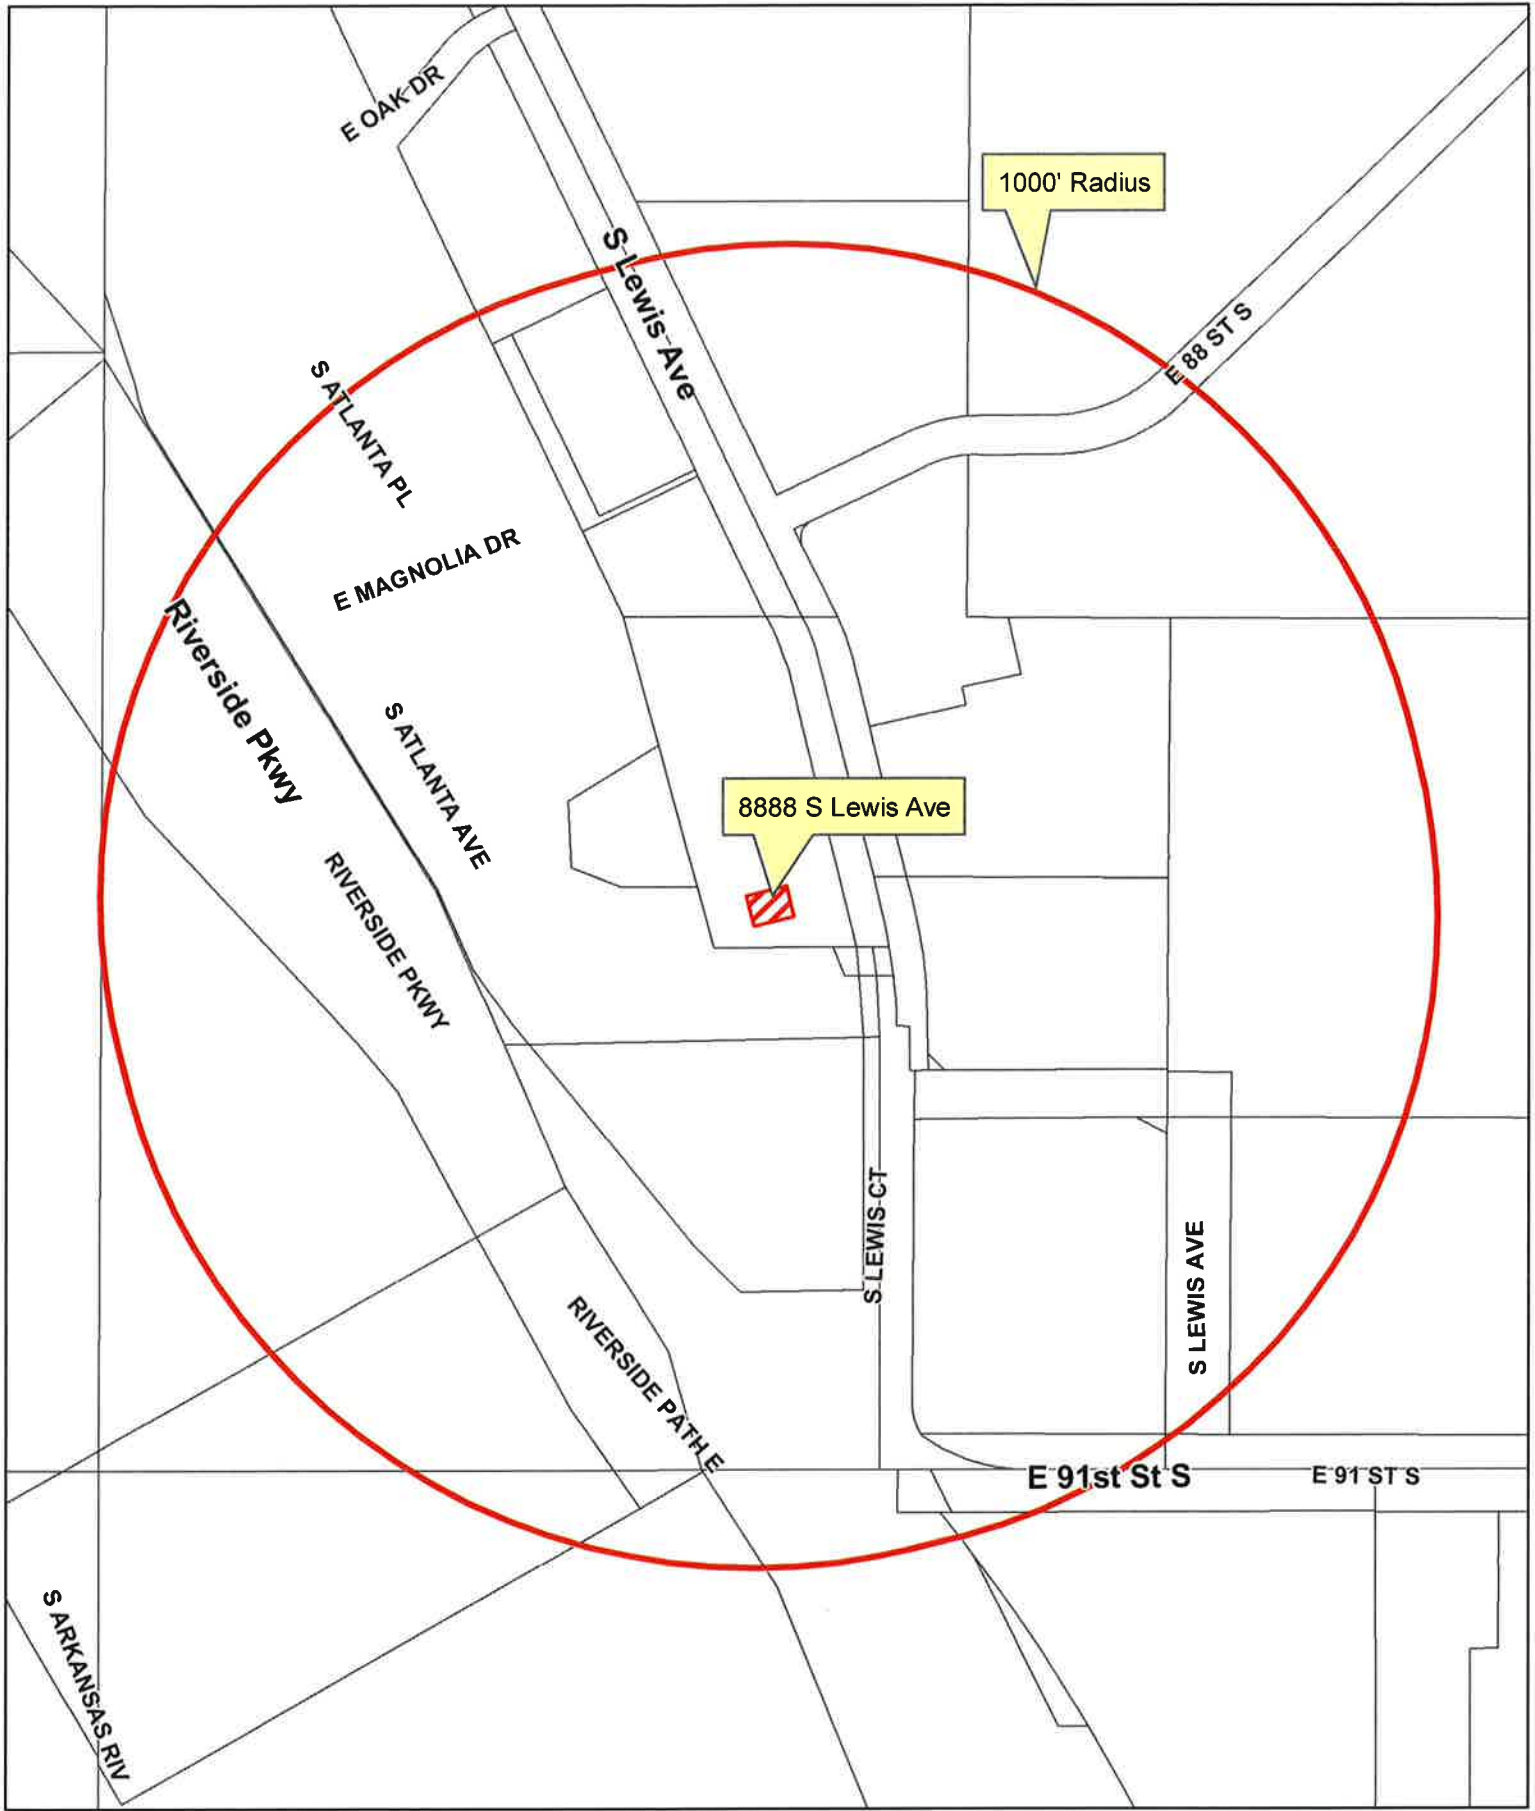 E OAK DR
1000' Radius
S Lewis Ave
E 88 ST S
S ATLANTA PL
E MAGNOLIA DR
Riverside Pkwy
S ATLANTA AVE
8888 S Lewis Ave
RIVERSIDE PKWY
S LEWIS CT
S LEWIS AVE
RIVERSIDE PATH E
E 91st St S
E 91 ST S
S ARKANSAS RIV